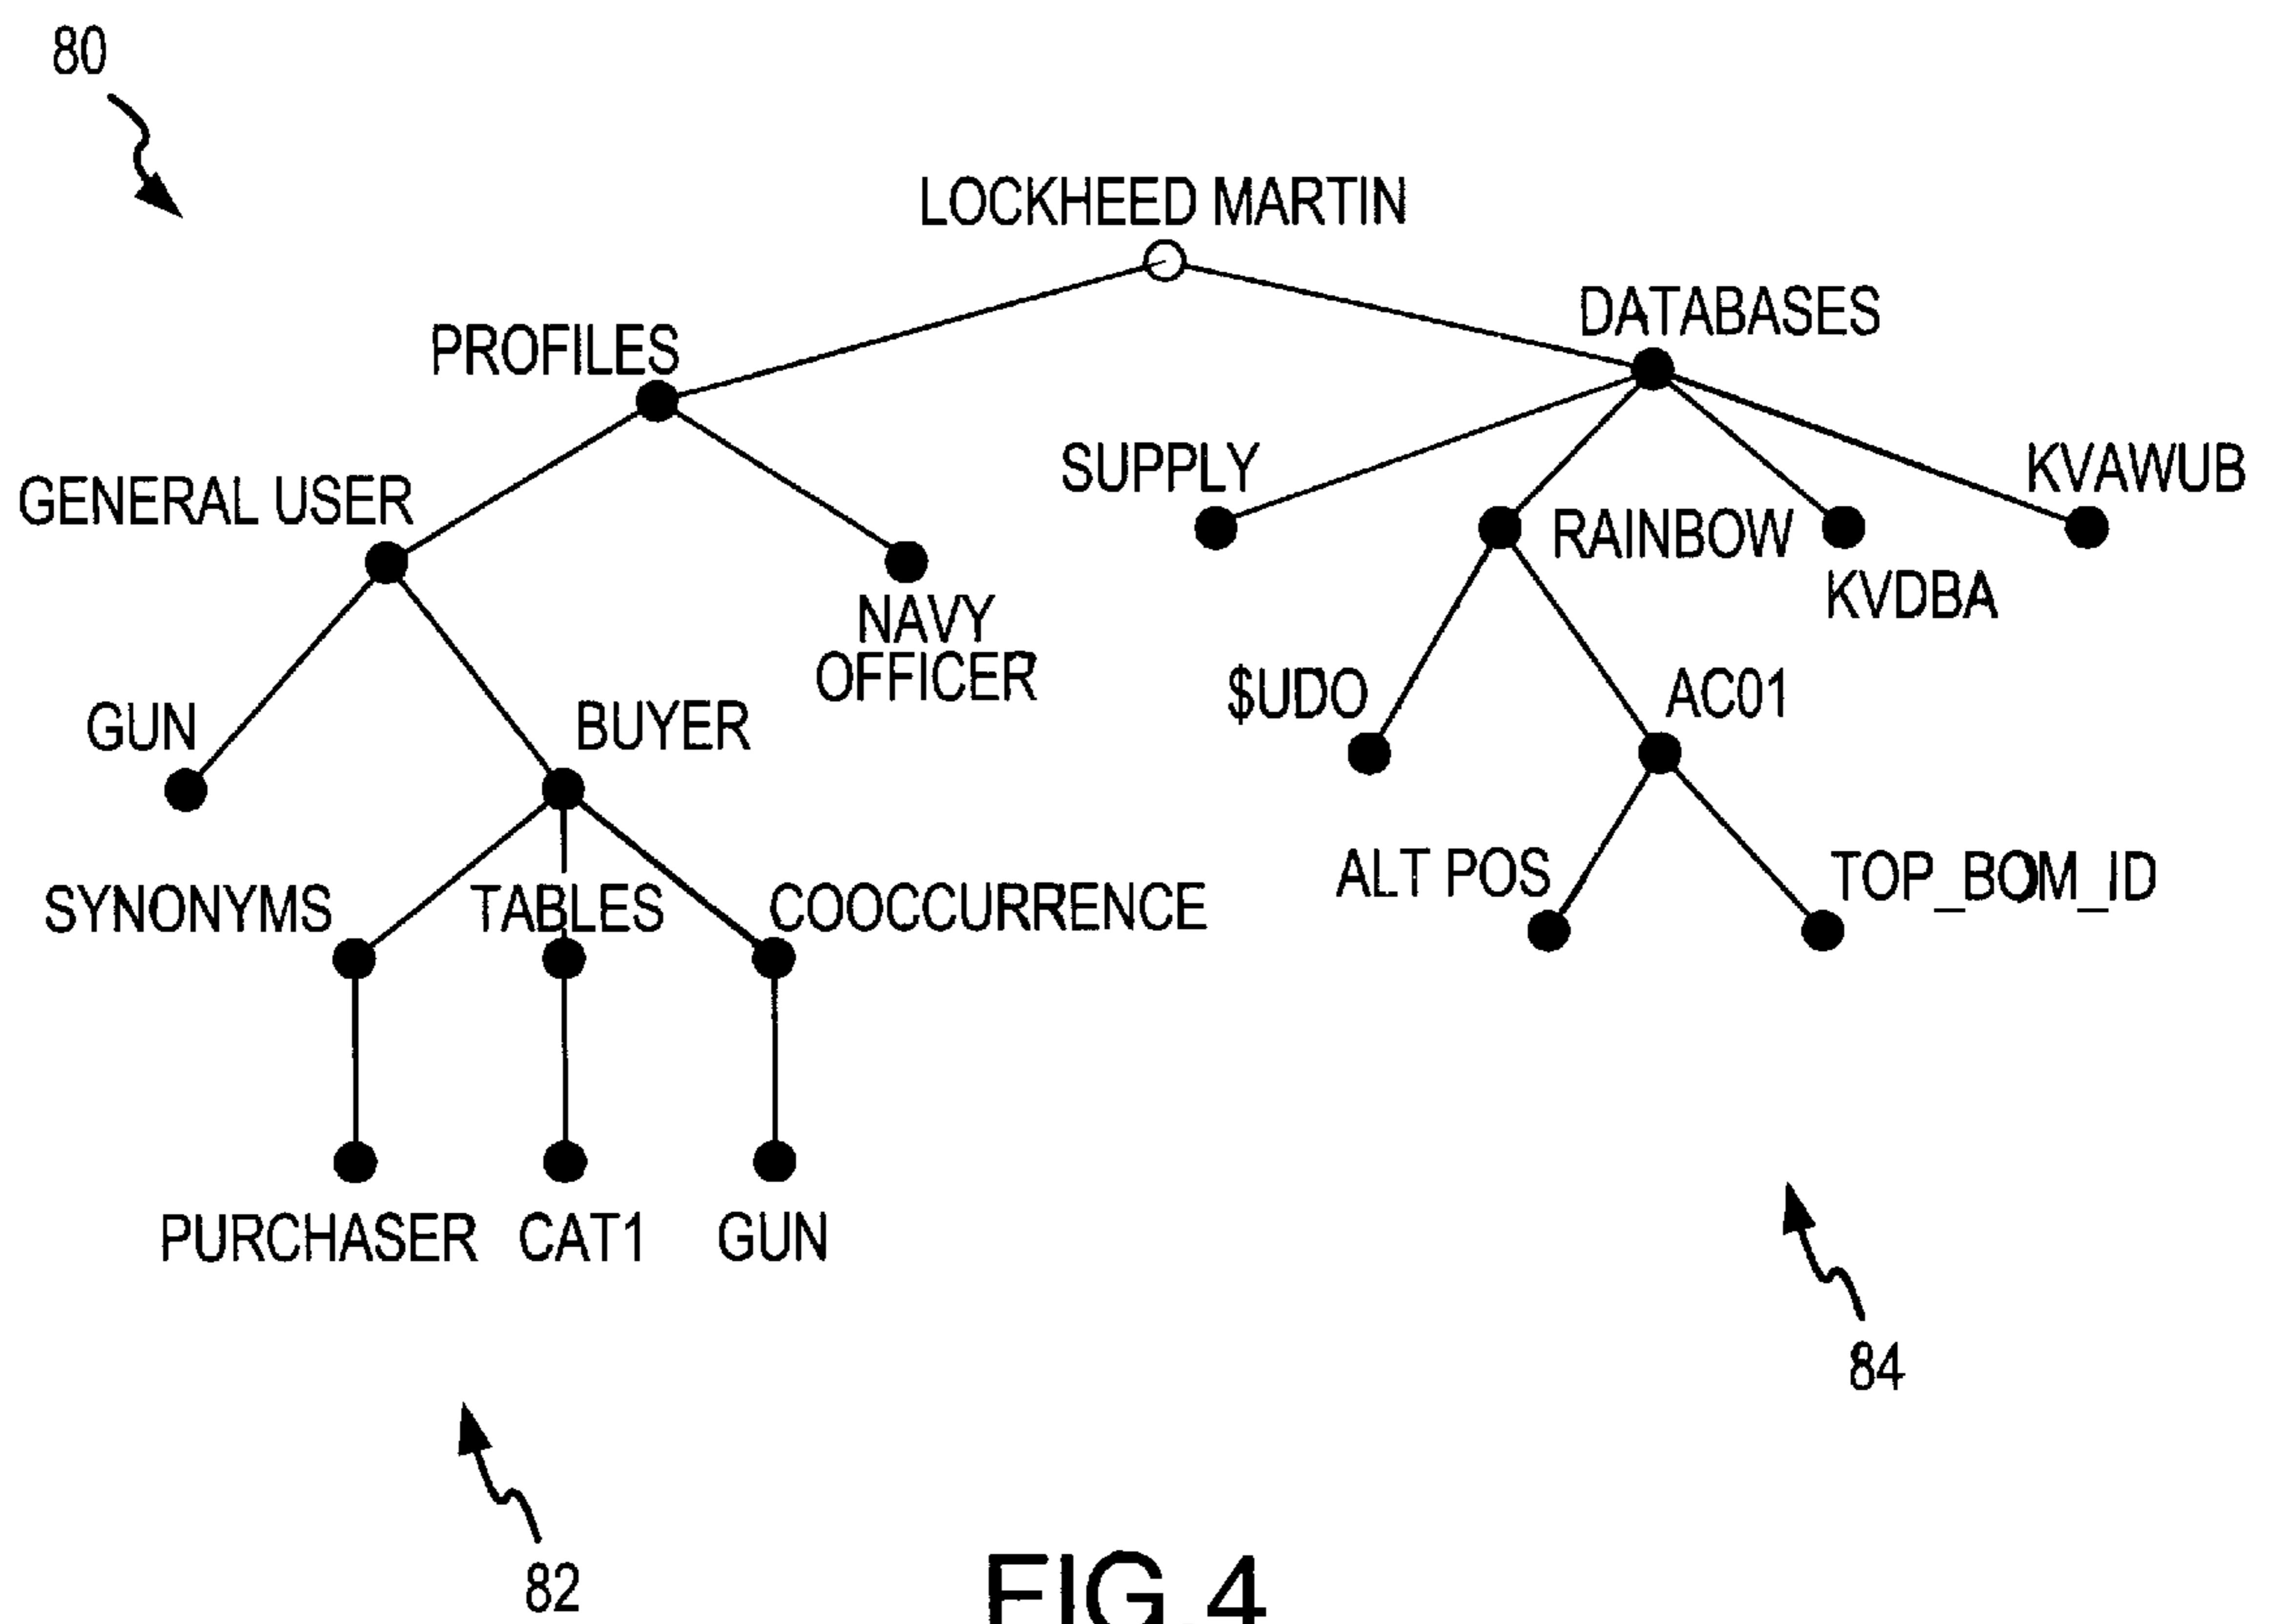 80
LOCKHEED MARTIN
DATABASES
PROFILES
SUPPLY
KVAWUB
GENERAL USER
RAINBOW
KVDBA
NAVY
OFFICER
$UDO
AC01
GUN
BUYER
ALT POS
TOP_BOM_ID
SYNONYMS
TABLES
COOCCURRENCE
PURCHASER
CAT1
GUN
84
82
FIG.4